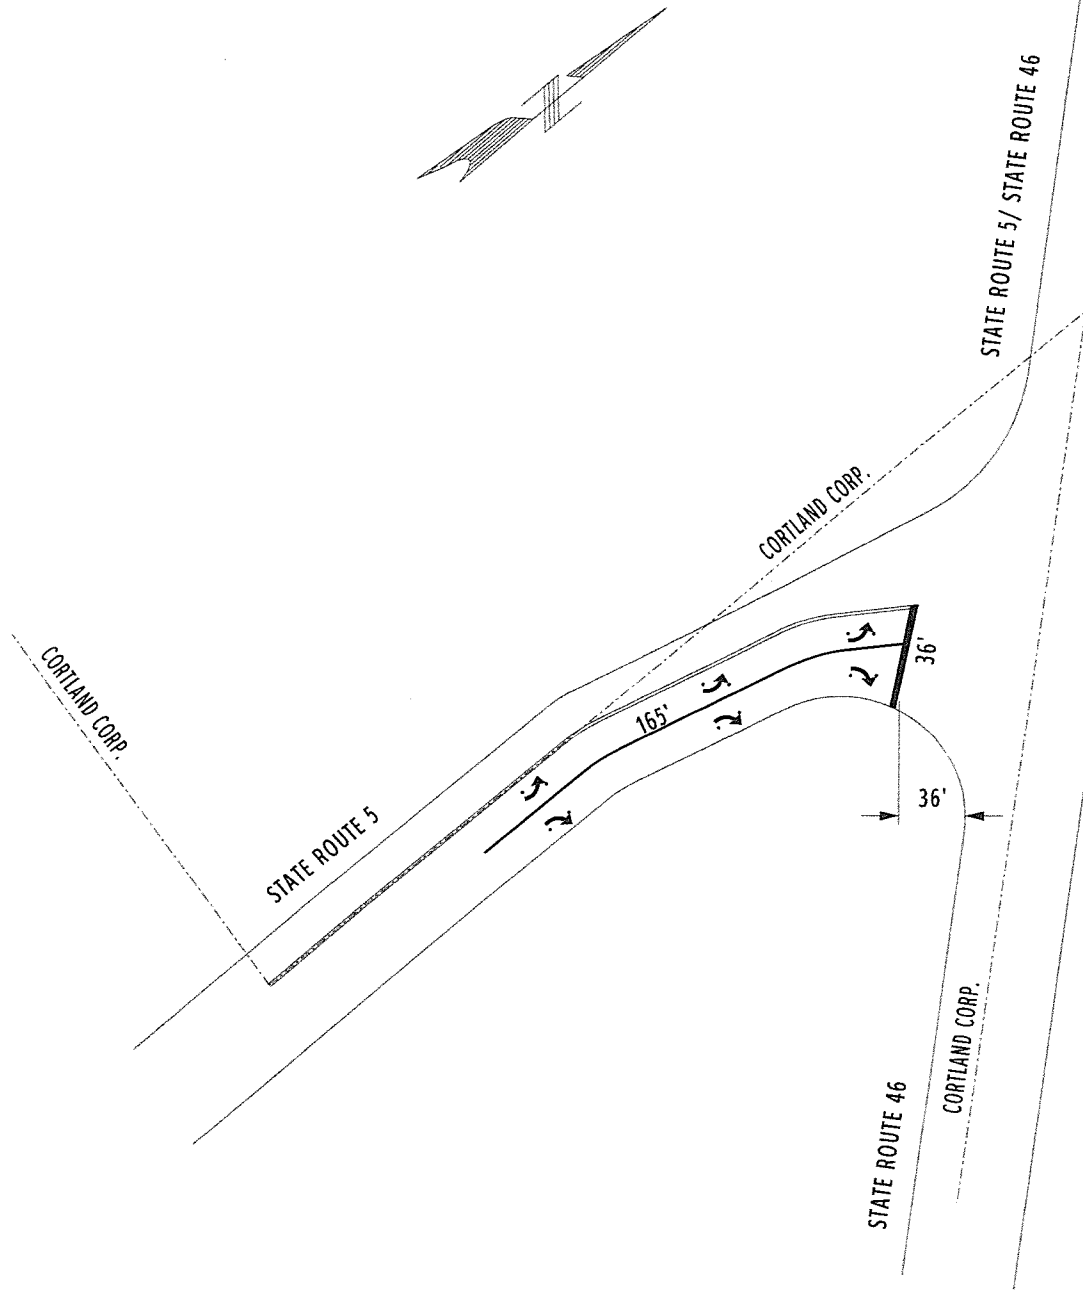 STATE ROUTE 5/ STATE ROUTE 46
CORTLAND CORP.
CORTLAND CORP.
36'
165'
36'
STATE ROUTE 5
CORTLAND CORP.
STATE ROUTE 46